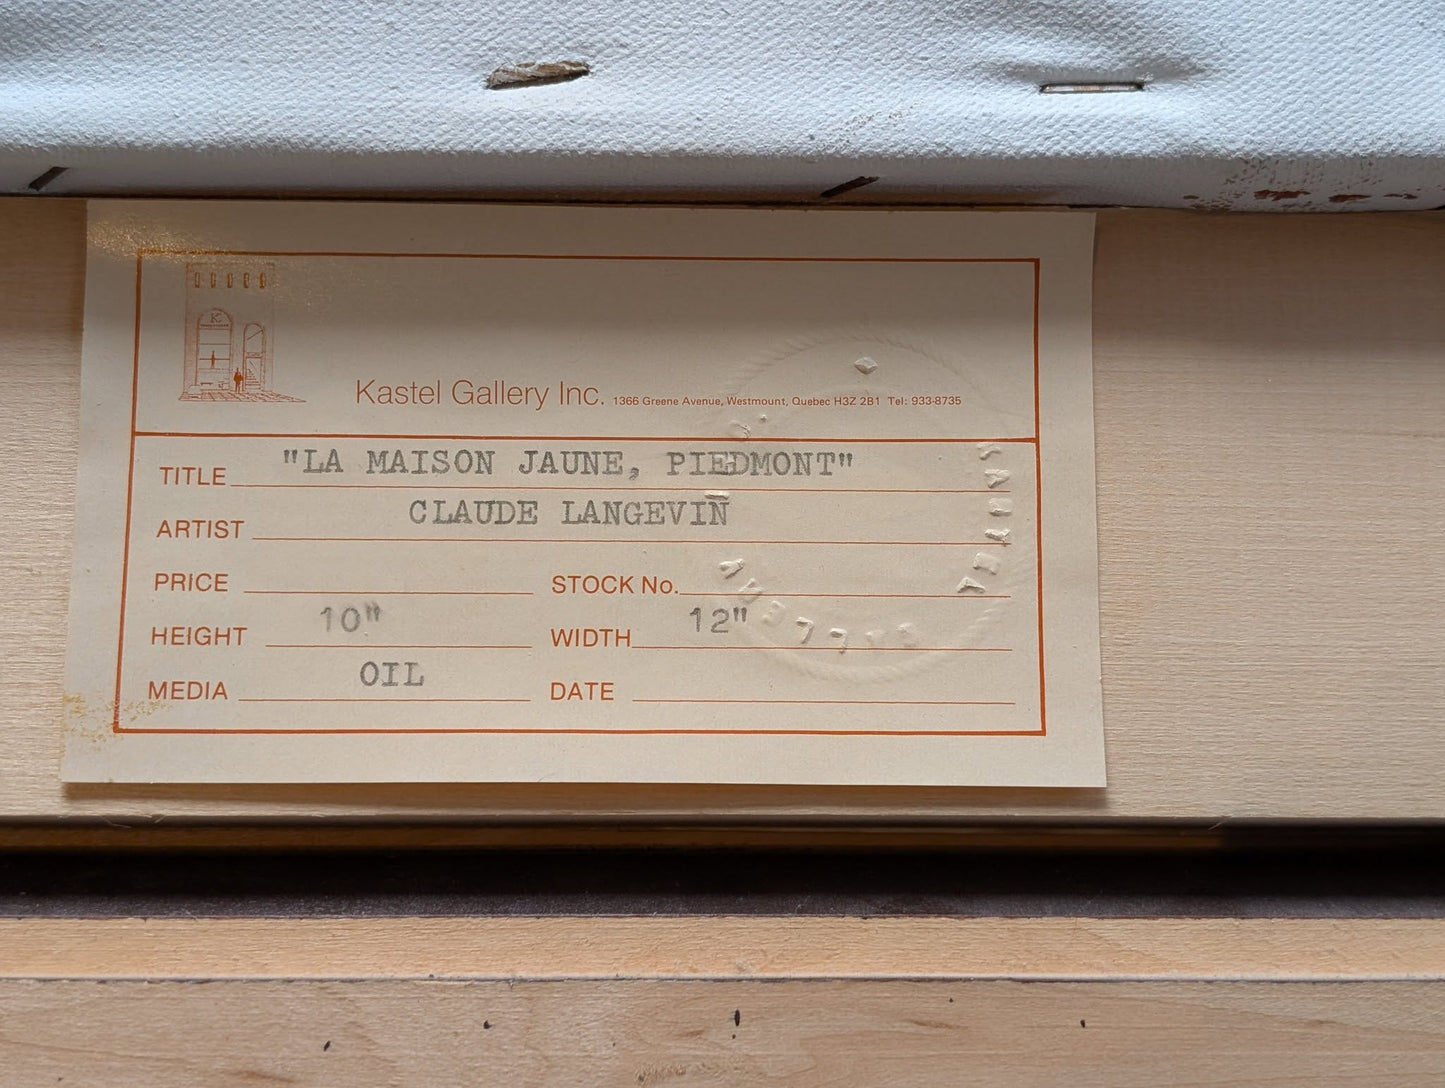 K
Kastel Gallery Inc. 1366 Greene Avenue, Westmount, Quebec H3Z 2B1 Tel: 933-8735
TITLE "LA MAISON JAUNE, PIEDMONT"
ARTIST CLAUDE LANGEVIN
PRICE STOCK No.
HEIGHT 10" WIDTH 12"
MEDIA OIL DATE